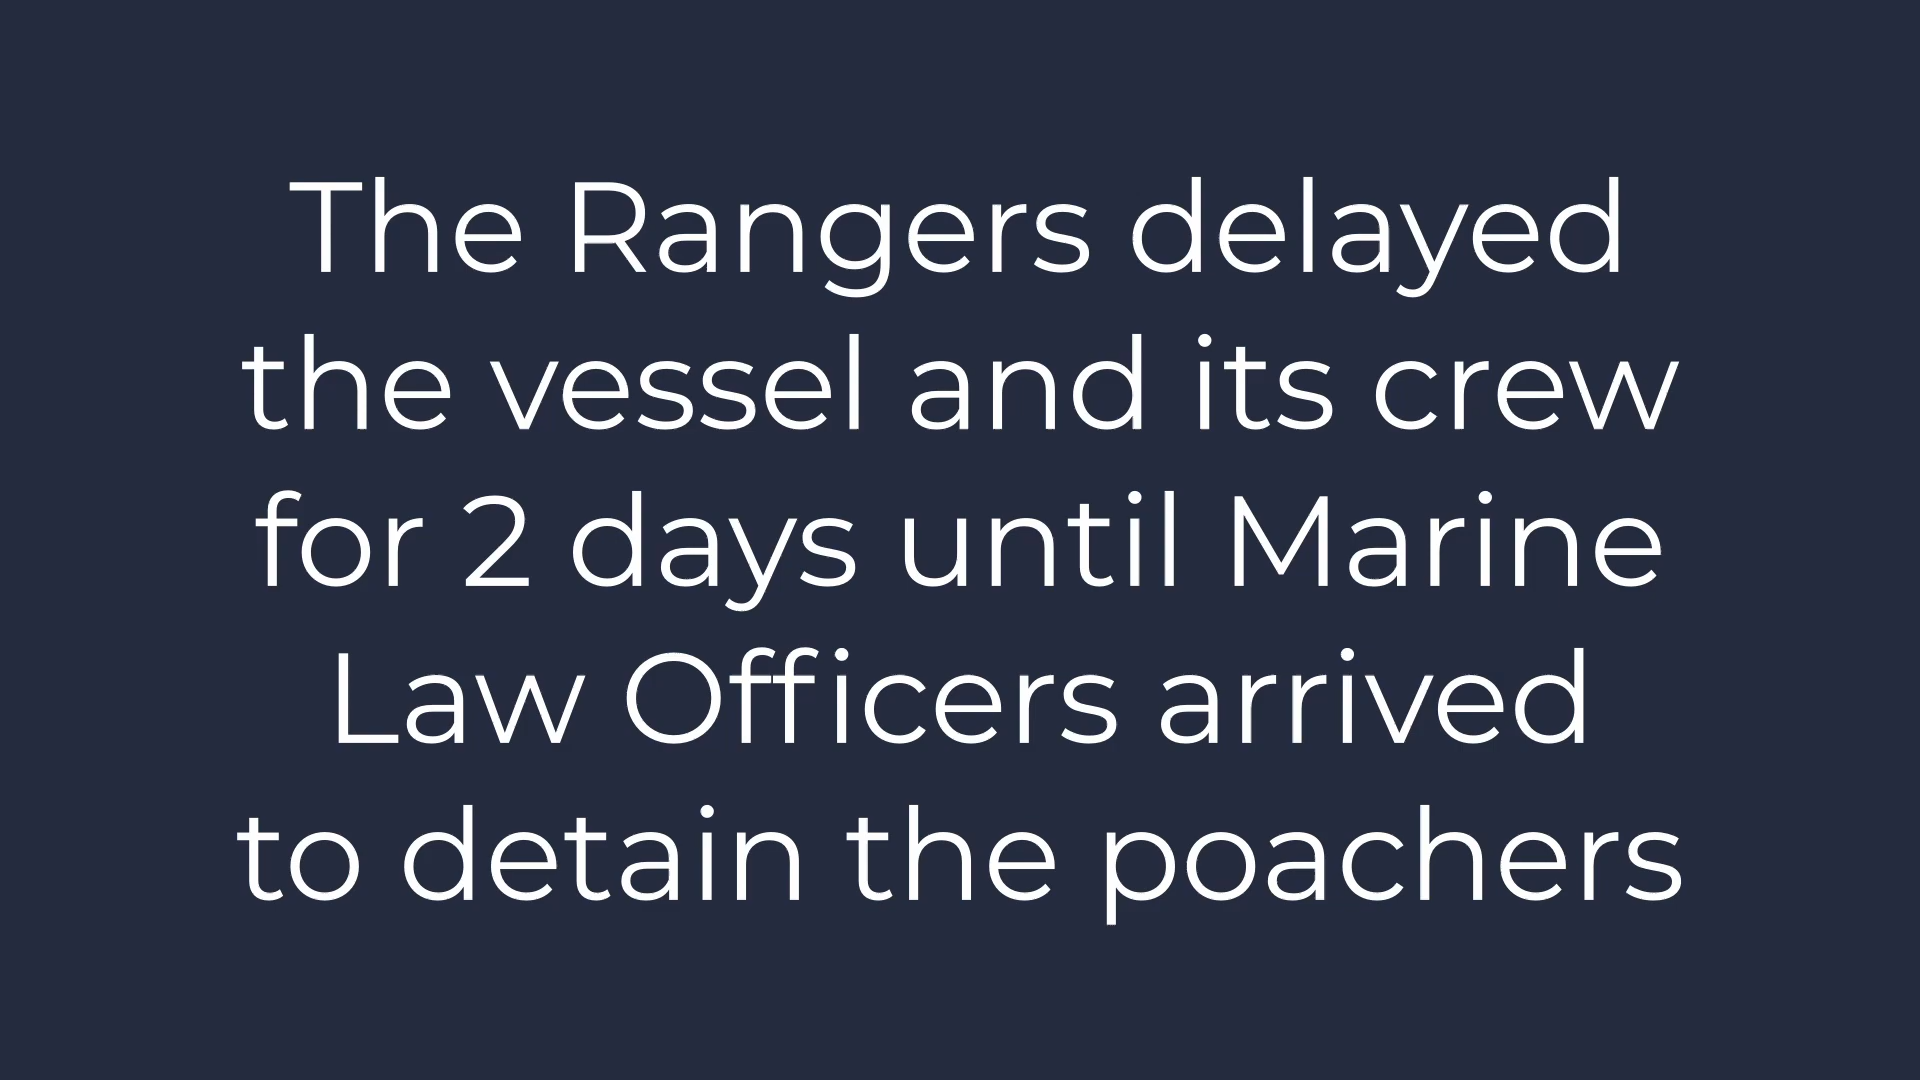 The Rangers delayed
the vessel and its crew
for 2 days until Marine
Law Officers arrived
to detain the poachers